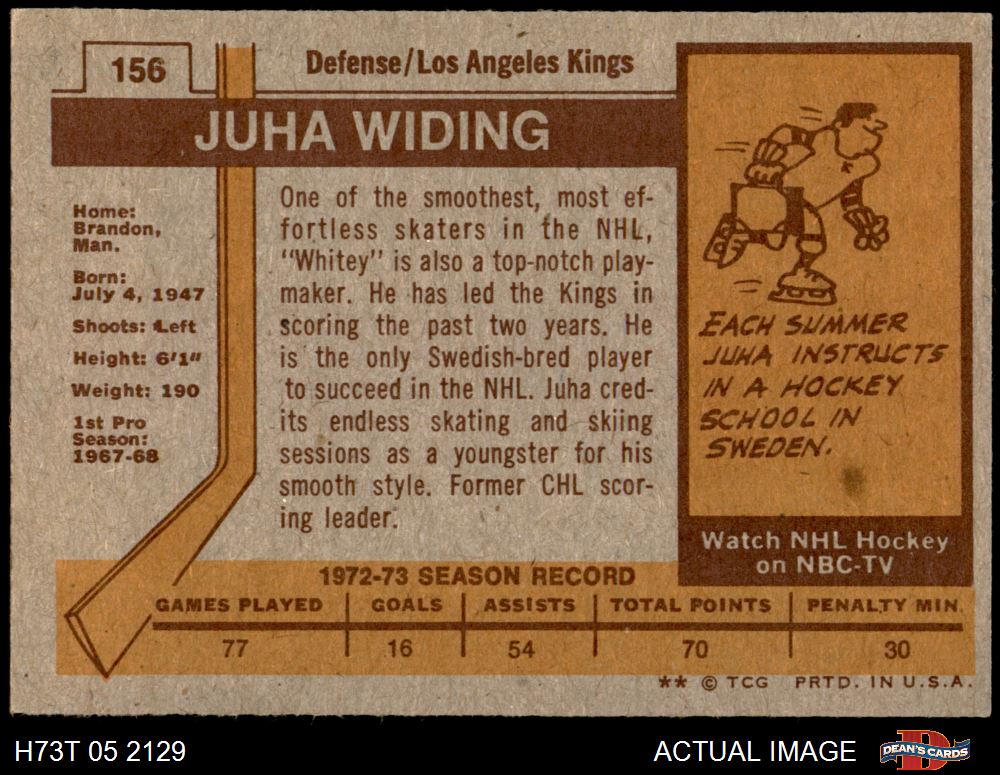 156
Defense/Los Angeles Kings
JUHA WIDING
Home:
Brandon,
Man.
Born:
July 4, 1947
Shoots: Left
Height: 6'1"
Weight: 190
1st Pro
Season:
1967-68
One of the smoothest, most ef-
fortless skaters in the NHL,
"Whitey" is also a top-notch play-
maker. He has led the Kings in
scoring the past two years. He
is the only Swedish-bred player
to succeed in the NHL. Juha cred-
its endless skating and skiing
sessions as a youngster for his
smooth style. Former CHL scor-
ing leader.
EACH SUMMER
JUHA INSTRUCTS
IN A HOCKEY
SCHOOL IN
SWEDEN.
Watch NHL Hockey
on NBC-TV
1972-73 SEASON RECORD
GAMES PLAYED GOALS ASSISTS TOTAL POINTS PENALTY MIN.
77 16 54 70 30
** © TCG PRTD. IN U.S.A.
H73T 05 2129
ACTUAL IMAGE
DEAN'S CARDS